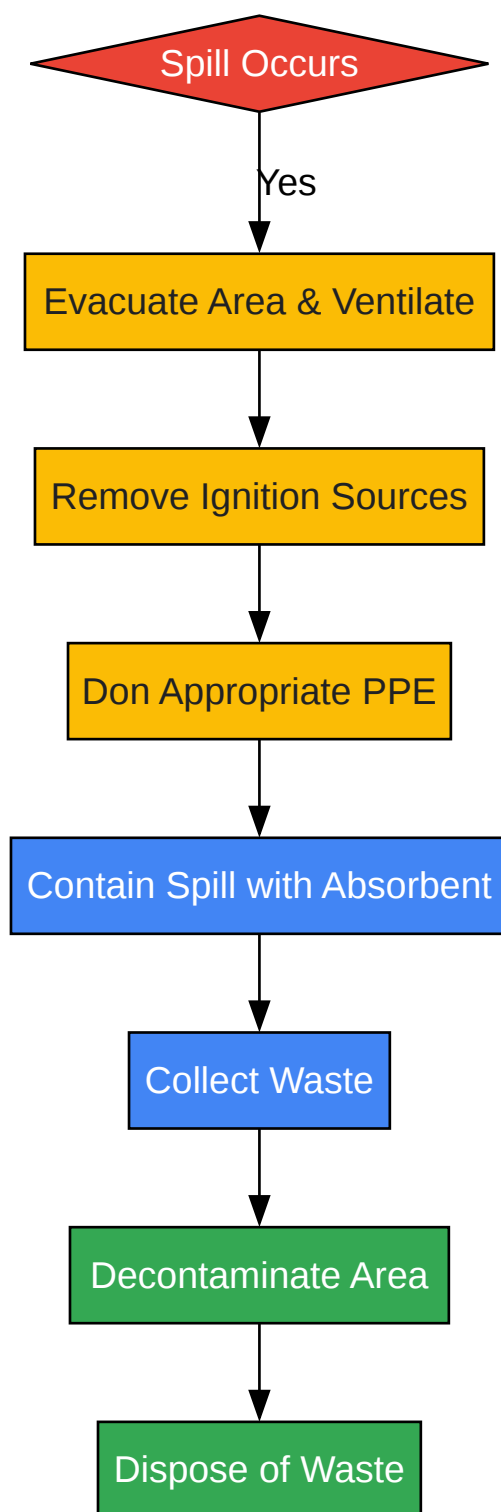 Spill Occurs
Yes
Evacuate Area & Ventilate
Remove Ignition Sources
Don Appropriate PPE
Contain Spill with Absorbent
Collect Waste
Decontaminate Area
Dispose of Waste